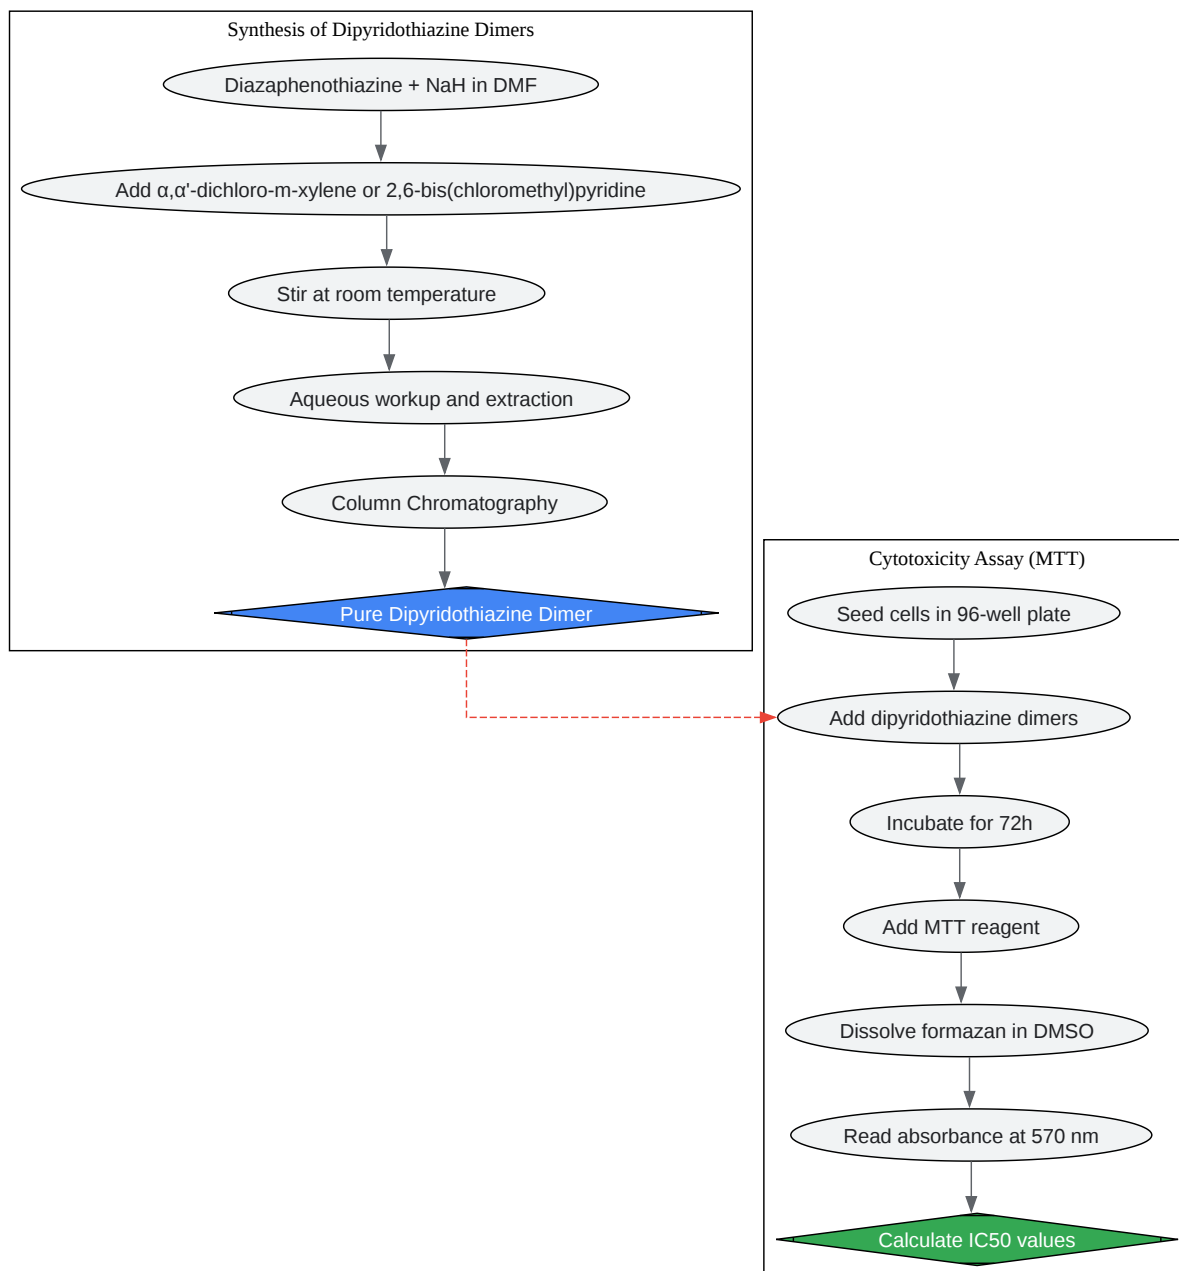 Synthesis of Dipyridothiazine Dimers
Diazaphenothiazine + NaH in DMF
Add α,α'-dichloro-m-xylene or 2,6-bis(chloromethyl)pyridine
Stir at room temperature
Aqueous workup and extraction
Column Chromatography
Pure Dipyridothiazine Dimer
Cytotoxicity Assay (MTT)
Seed cells in 96-well plate
Add dipyridothiazine dimers
Incubate for 72h
Add MTT reagent
Dissolve formazan in DMSO
Read absorbance at 570 nm
Calculate IC50 values